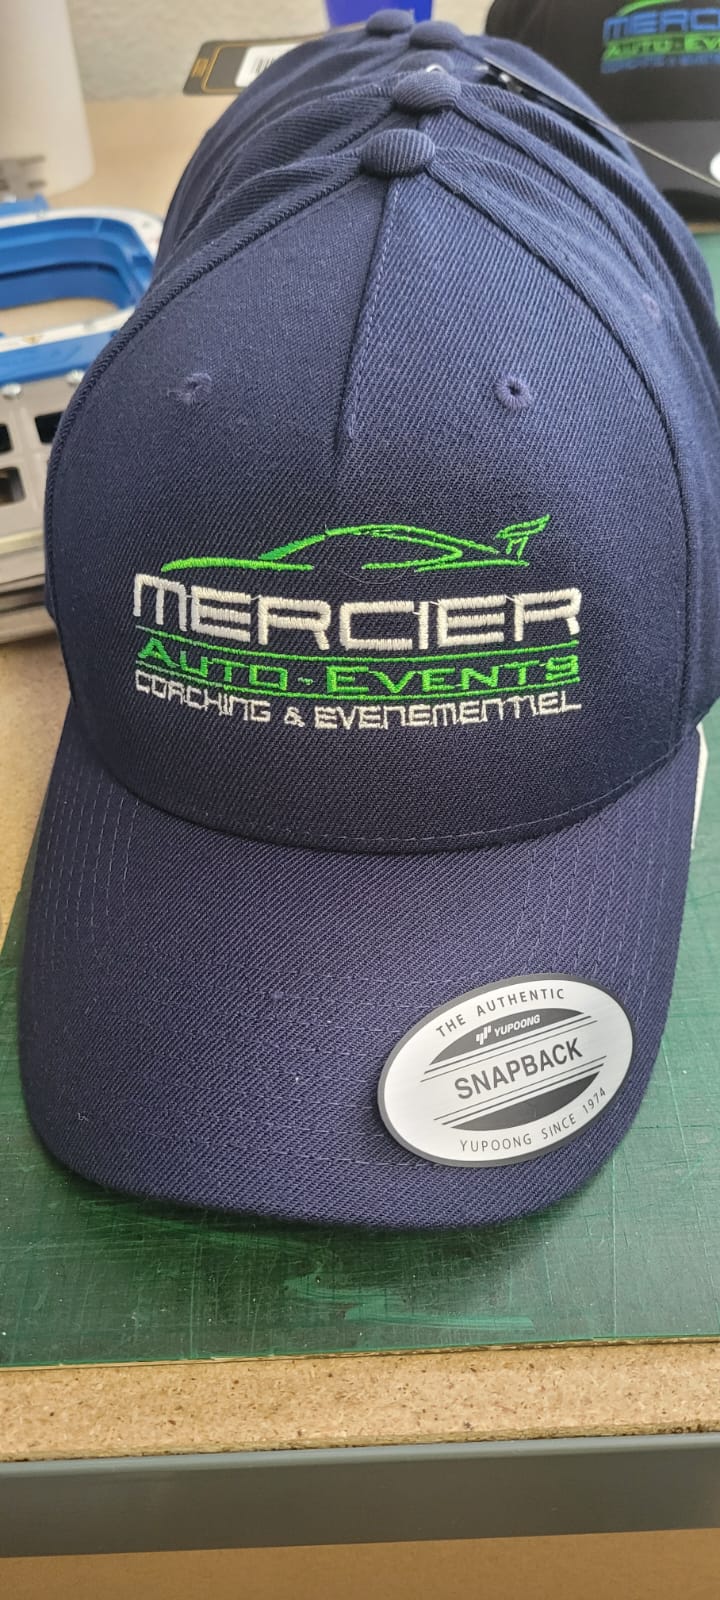 MERCIER
AUTO-EVENTS
COACHING & EVENEMENTIEL
THE AUTHENTIC
YUPOONG
SNAPBACK
YUPOONG SINCE 1974